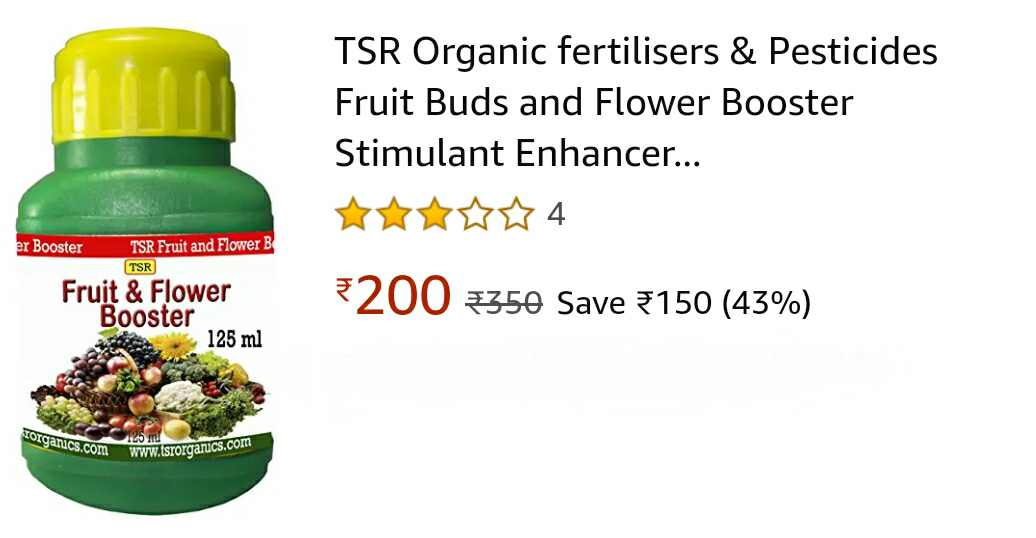 TSR Organic fertilisers & Pesticides
Fruit Buds and Flower Booster
Stimulant Enhancer...
4
₹200 ₹350 Save ₹150 (43%)
er Booster TSR Fruit and Flower Bo
TSR
Fruit & Flower
Booster
125 ml
125 ml
rorganics.com www.tsrorganics.com